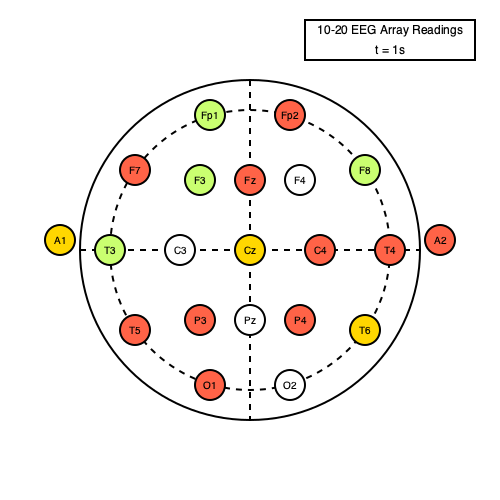 10-20 EEG Array Readings
t = 1s
Fp1 Fp2
F7 F8
F3 Fz F4
A1 A2
T3 C3 Cz C4 T4
P3 Pz P4
T5 T6
O1 O2